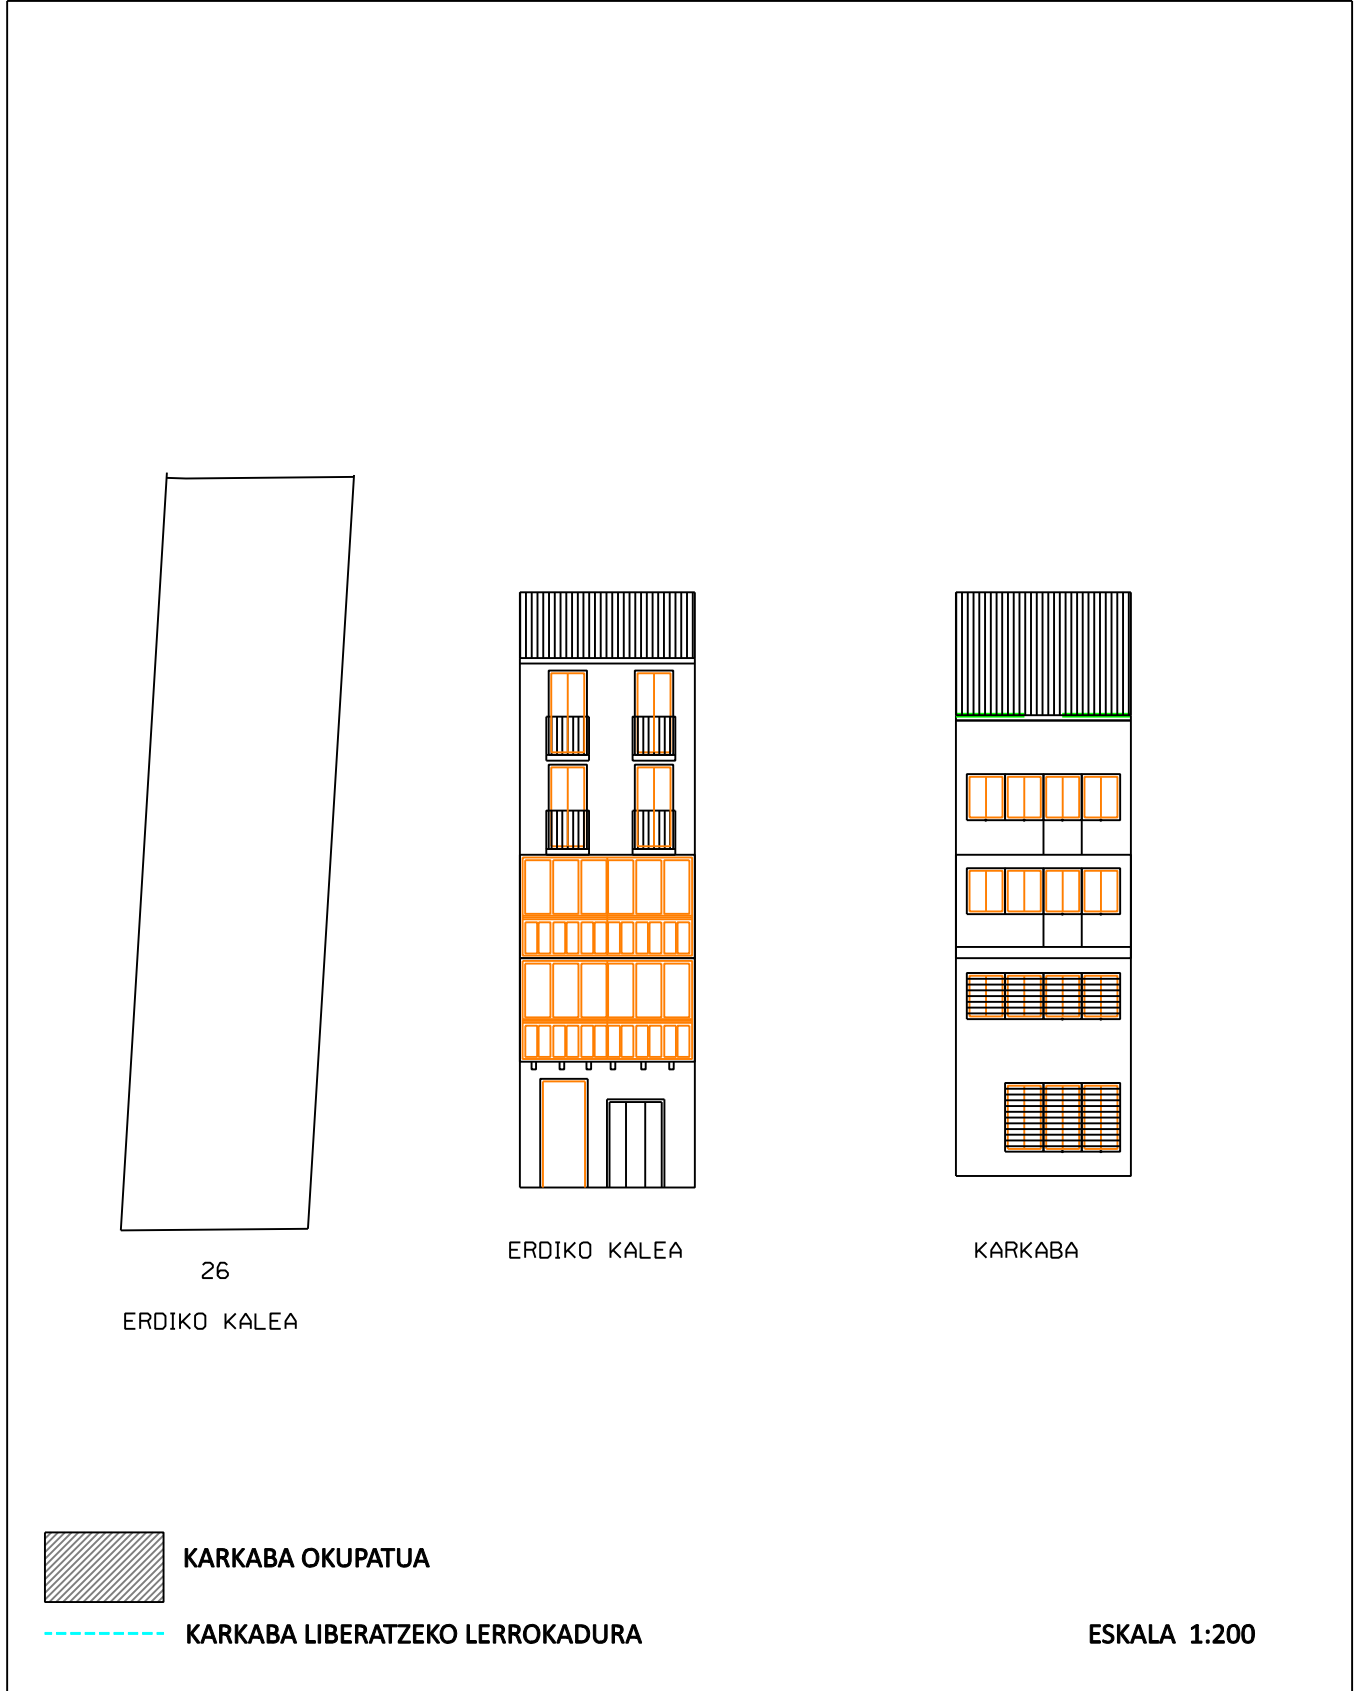 26
ERDIKO KALEA
ERDIKO KALEA
KARKABA
KARKABA OKUPATUA
KARKABA LIBERATZEKO LERROKADURA
ESKALA 1:200